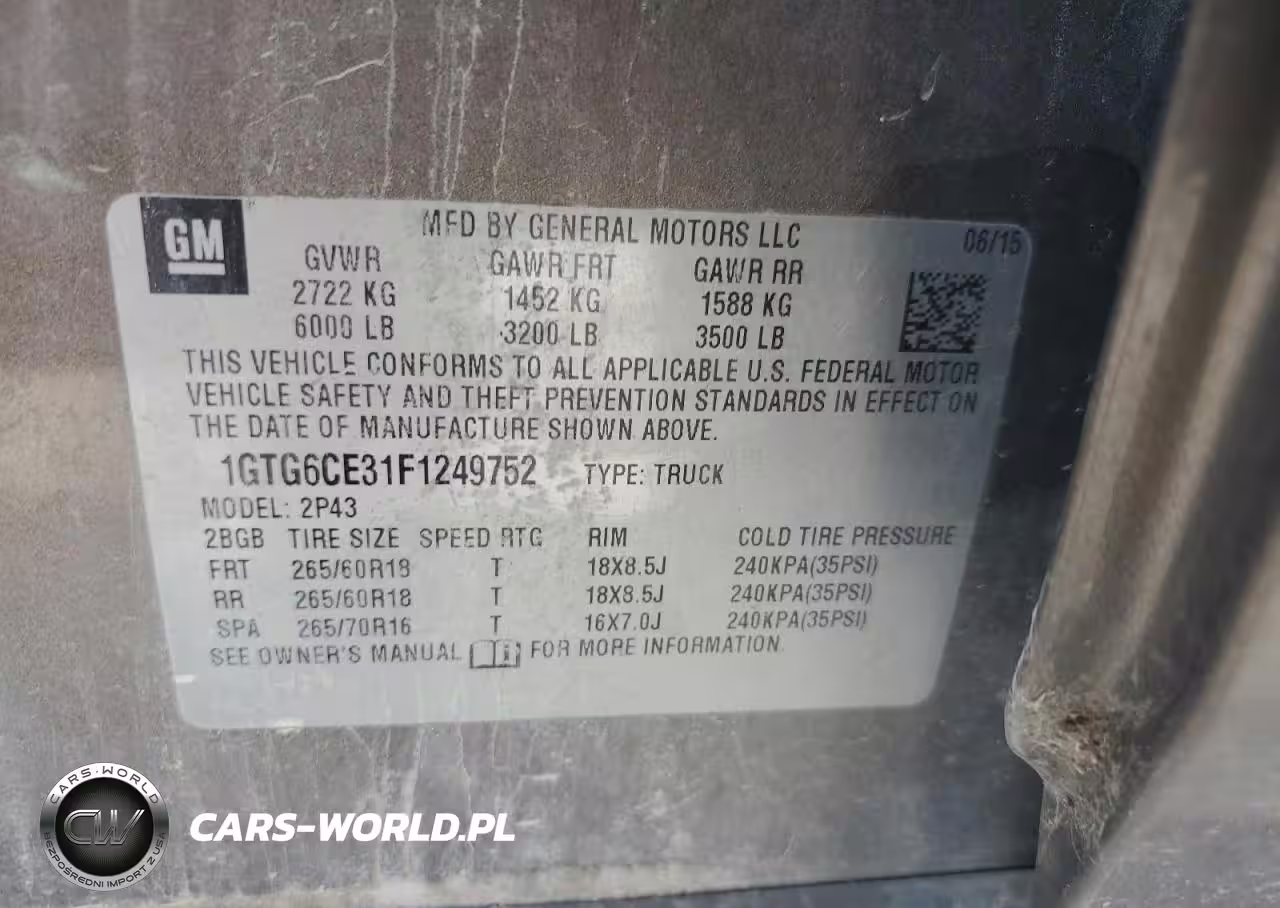 GM
MFD BY GENERAL MOTORS LLC 06/15
GVWR GAWR FRT GAWR RR
2722 KG 1452 KG 1588 KG
6000 LB 3200 LB 3500 LB
THIS VEHICLE CONFORMS TO ALL APPLICABLE U.S. FEDERAL MOTOR
VEHICLE SAFETY AND THEFT PREVENTION STANDARDS IN EFFECT ON
THE DATE OF MANUFACTURE SHOWN ABOVE.
1GTG6CE31F1249752 TYPE: TRUCK
MODEL: 2P43
2BGB TIRE SIZE SPEED RTG RIM COLD TIRE PRESSURE
FRT 265/60R18 T 18X8.5J 240KPA(35PSI)
RR 265/60R18 T 18X8.5J 240KPA(35PSI)
SPA 265/70R16 T 16X7.0J 240KPA(35PSI)
SEE OWNER'S MANUAL i FOR MORE INFORMATION.
CARS-WORLD
CW
BEZPOŚREDNI IMPORT Z USA
CARS-WORLD.PL